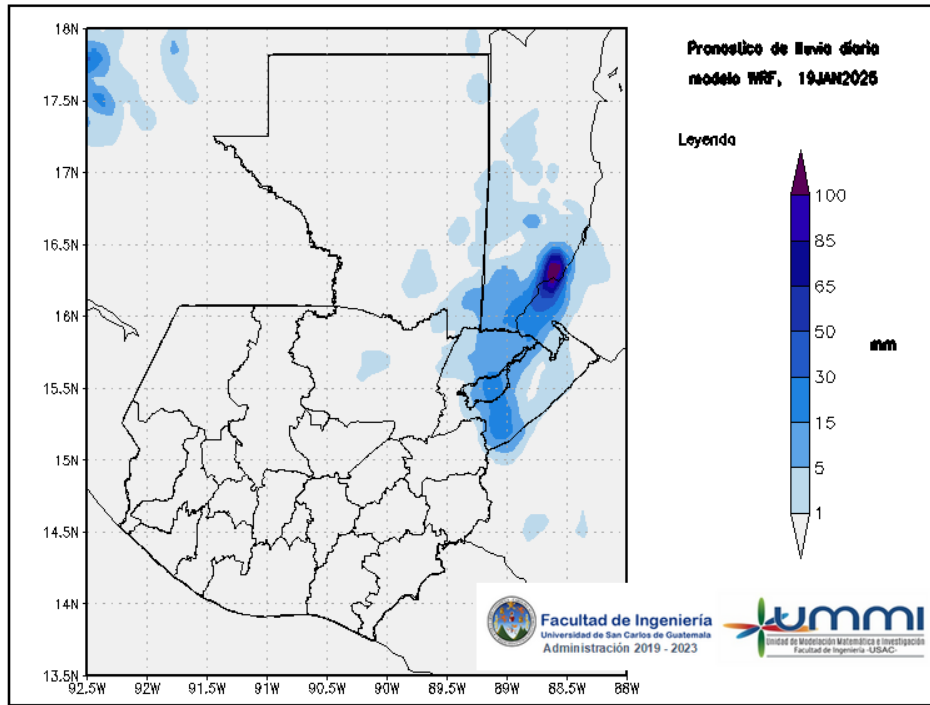 Pronostico de lluvia diaria
modelo WRF, 19JAN2025
Leyenda
18N
17.5N
17N
16.5N
16N
15.5N
15N
14.5N
14N
13.5N
92.5W 92W 91.5W 91W 90.5W 90W 89.5W 89W 88.5W 88W
100
85
65
50
30
15
5
1
mm
Facultad de Ingeniería
Universidad de San Carlos de Guatemala
Administración 2019 - 2023
ummi
Unidad de Modelación Matemática e Investigación
Facultad de Ingeniería -USAC-